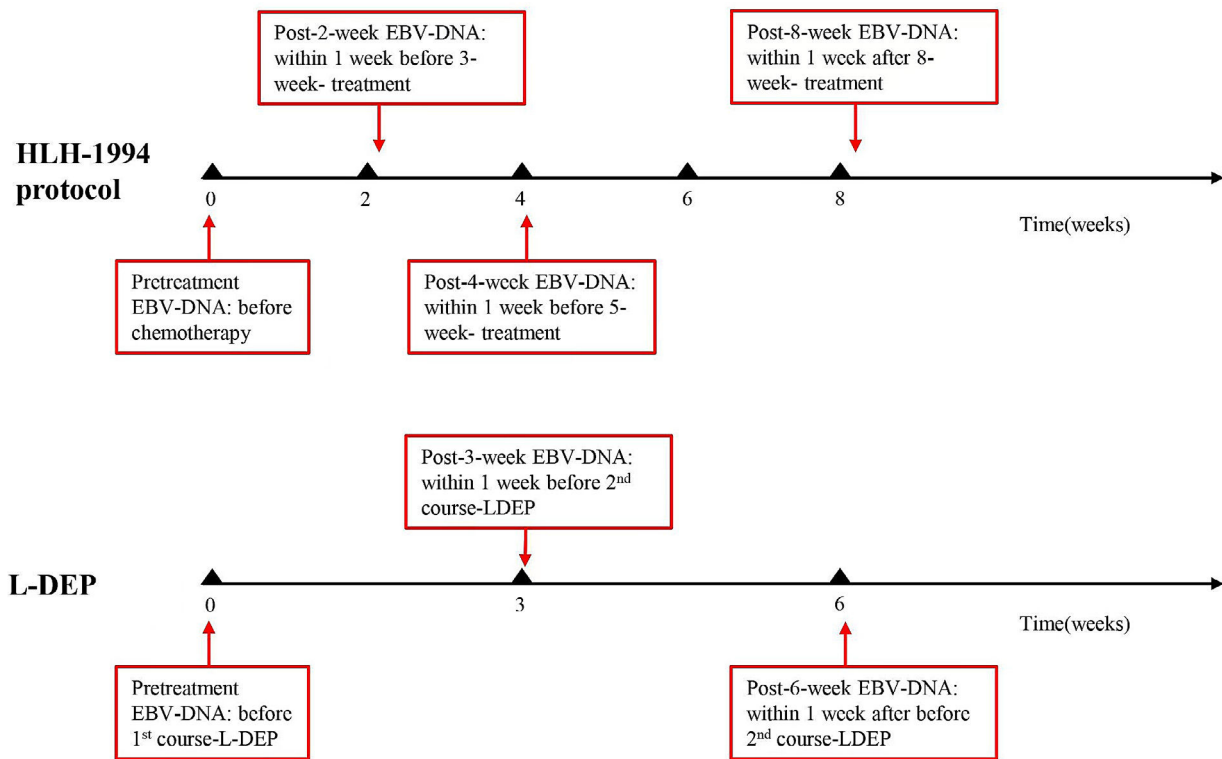 Post-2-week EBV-DNA:
within 1 week before 3-
week- treatment
Post-8-week EBV-DNA:
within 1 week after 8-
week- treatment
HLH-1994
protocol
0
2
4
6
8
Time(weeks)
Pretreatment
EBV-DNA: before
chemotherapy
Post-4-week EBV-DNA:
within 1 week before 5-
week- treatment
Post-3-week EBV-DNA:
within 1 week before 2nd
course-LDEP
L-DEP
0
3
6
Time(weeks)
Pretreatment
EBV-DNA: before
1st course-L-DEP
Post-6-week EBV-DNA:
within 1 week after before
2nd course-LDEP